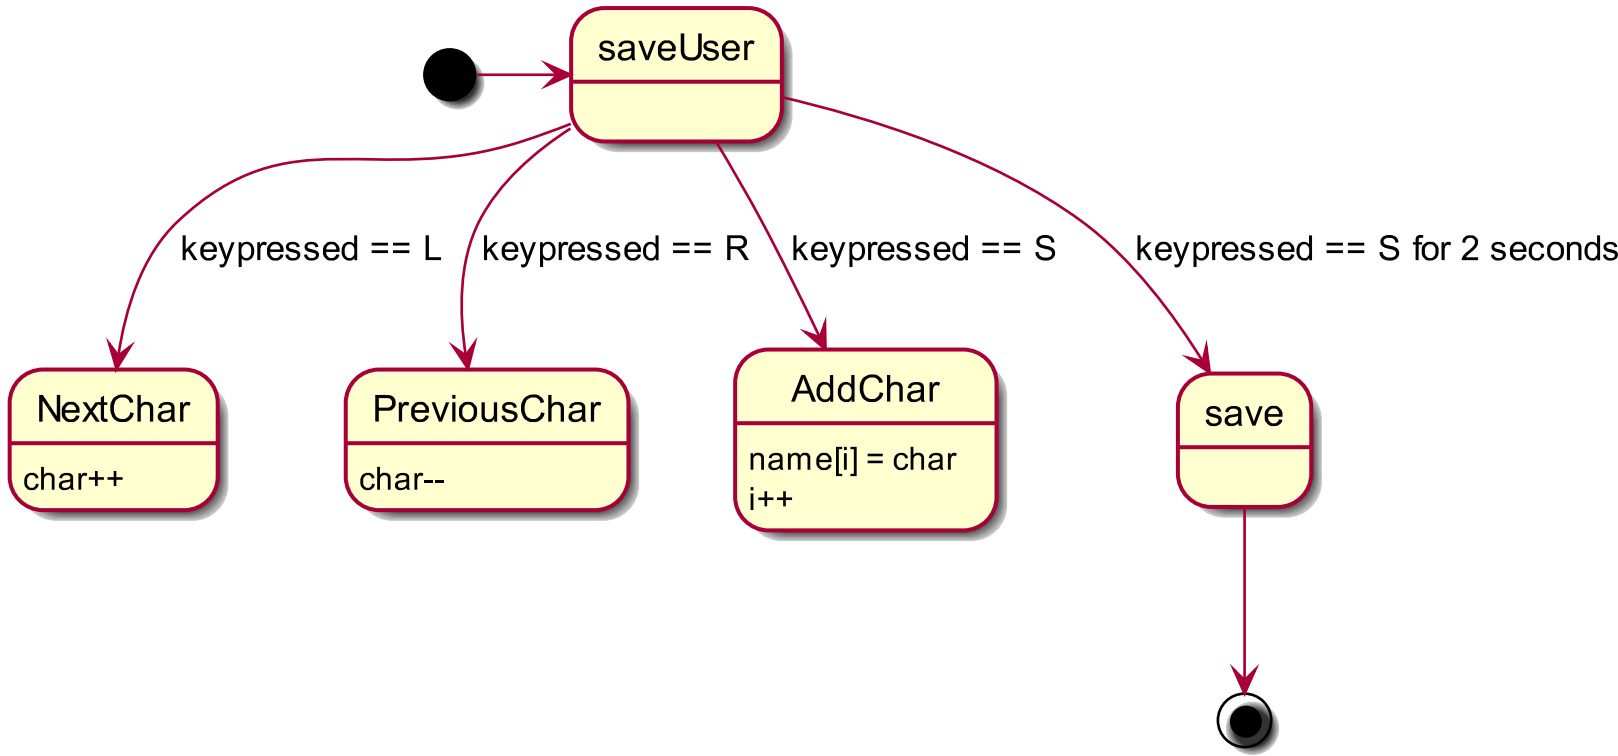 saveUser
keypressed == L
keypressed == R
keypressed == S
keypressed == S for 2 seconds
NextChar
char++
PreviousChar
char--
AddChar
name[i] = char
i++
save